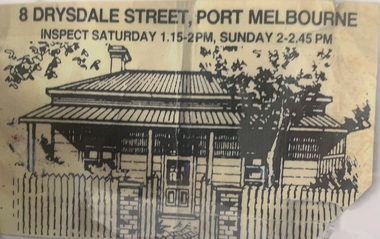 8 DRYSDALE STREET, PORT MELBOURNE
INSPECT SATURDAY 1.15-2PM, SUNDAY 2-2.45 PM